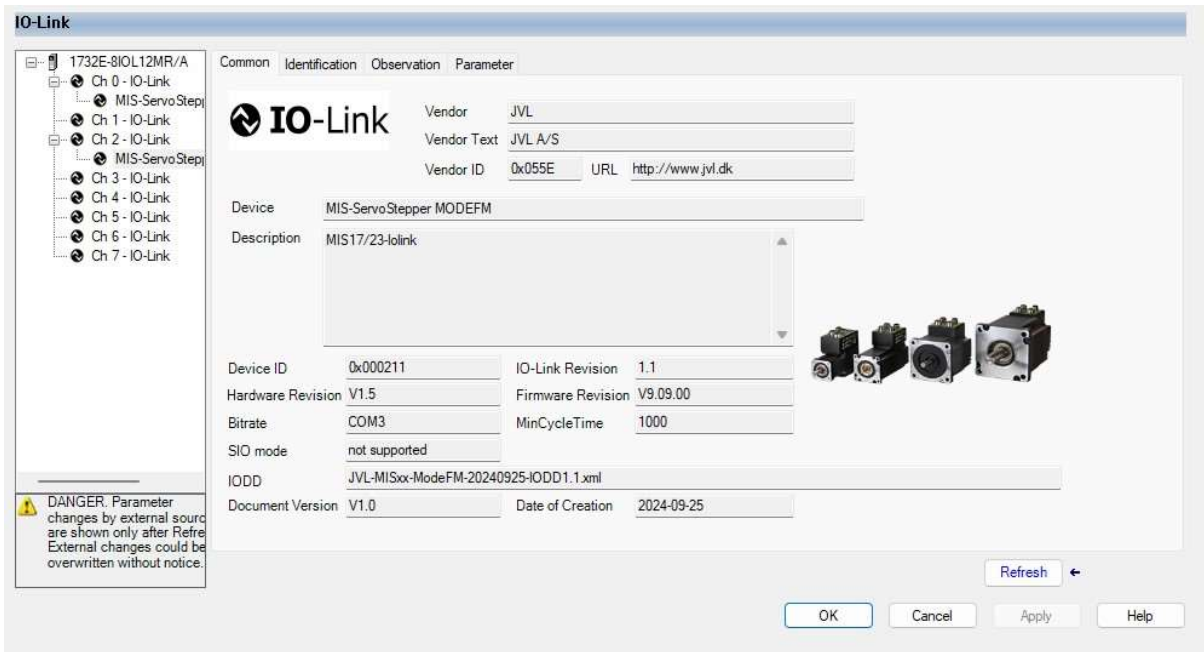 IO-Link
1732E-8IOL12MR/A
Ch 0 - IO-Link
MIS-ServoStepp
Ch 1 - IO-Link
Ch 2 - IO-Link
MIS-ServoStepp
Ch 3 - IO-Link
Ch 4 - IO-Link
Ch 5 - IO-Link
Ch 6 - IO-Link
Ch 7 - IO-Link
DANGER. Parameter
changes by external sourc
are shown only after Refre
External changes could be
overwritten without notice.
Common Identification Observation Parameter
IO-Link
Vendor JVL
Vendor Text JVL A/S
Vendor ID 0x055E URL http://www.jvl.dk
Device MIS-ServoStepper MODEFM
Description MIS17/23-Iolink
Device ID 0x000211 IO-Link Revision 1.1
Hardware Revision V1.5 Firmware Revision V9.09.00
Bitrate COM3 MinCycleTime 1000
SIO mode not supported
IODD JVL-MISxx-ModeFM-20240925-IODD1.1.xml
Document Version V1.0 Date of Creation 2024-09-25
Refresh
OK Cancel Apply Help